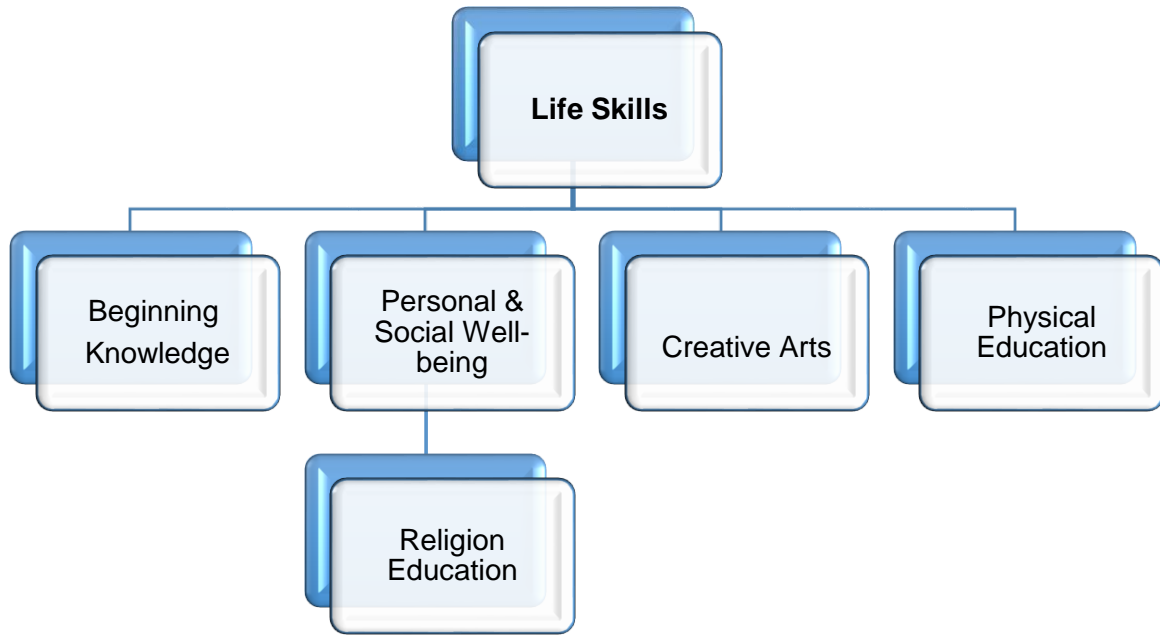 Life Skills
Beginning
Knowledge
Personal &
Social Well-
being
Creative Arts
Physical
Education
Religion
Education